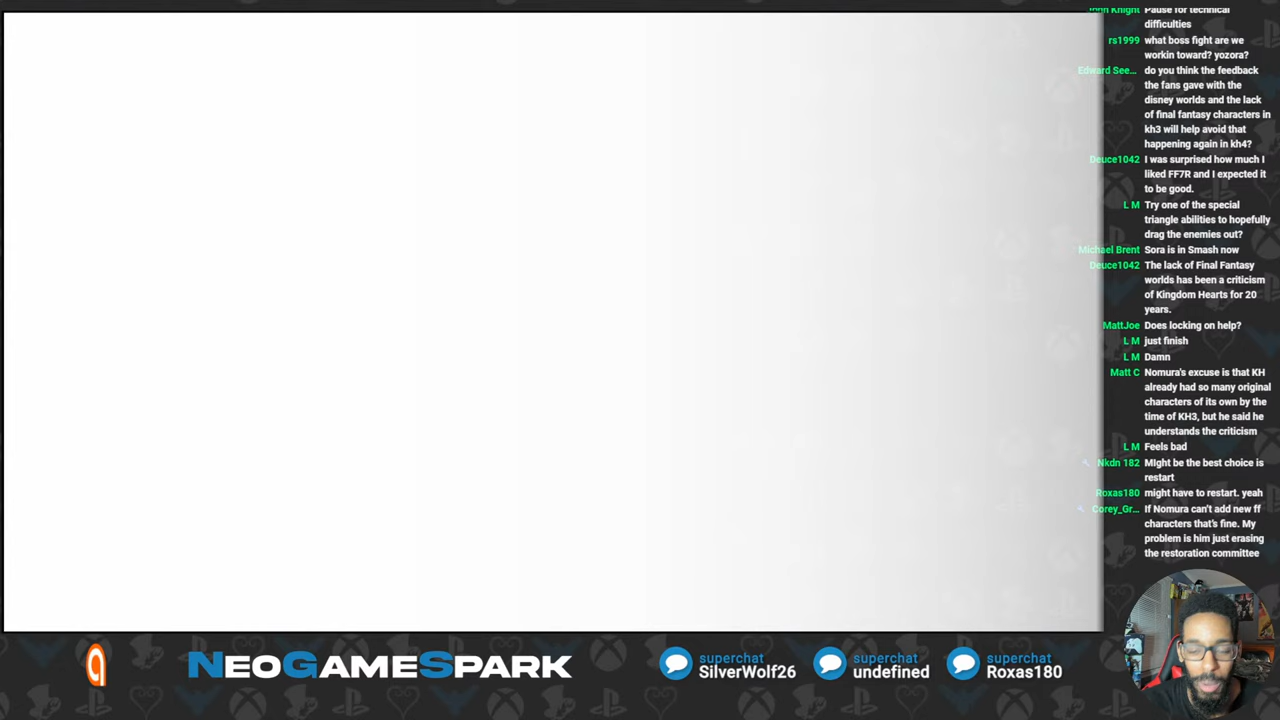 John Knight Pause for technical
difficulties
rs1999 what boss fight are we
workin toward? yozora?
Edward See... do you think the feedback
the fans gave with the
disney worlds and the lack
of final fantasy characters in
kh3 will help avoid that
happening again in kh4?
Deuce1042 I was surprised how much I
liked FF7R and I expected it
to be good.
L M Try one of the special
triangle abilities to hopefully
drag the enemies out?
Michael Brent Sora is in Smash now
Deuce1042 The lack of Final Fantasy
worlds has been a criticism
of Kingdom Hearts for 20
years.
MattJoe Does locking on help?
L M just finish
L M Damn
Matt C Nomura's excuse is that KH
already had so many original
characters of its own by the
time of KH3, but he said he
understands the criticism
L M Feels bad
Nkdn 182 MIght be the best choice is
restart
Roxas180 might have to restart. yeah
Corey_Gr... If Nomura can't add new ff
characters that's fine. My
problem is him just erasing
the restoration committee
NEOGAMESPARK
superchat
SilverWolf26
superchat
undefined
superchat
Roxas180